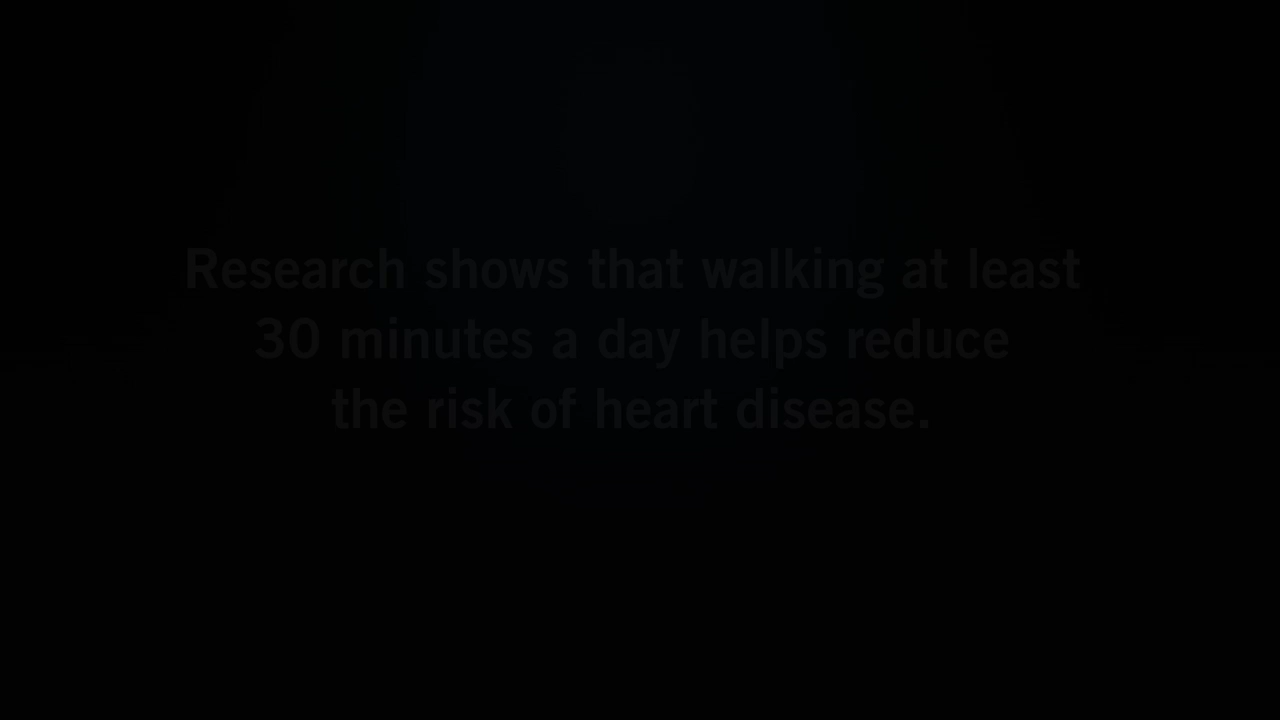 Research shows that walking at least
30 minutes a day helps reduce
the risk of heart disease.